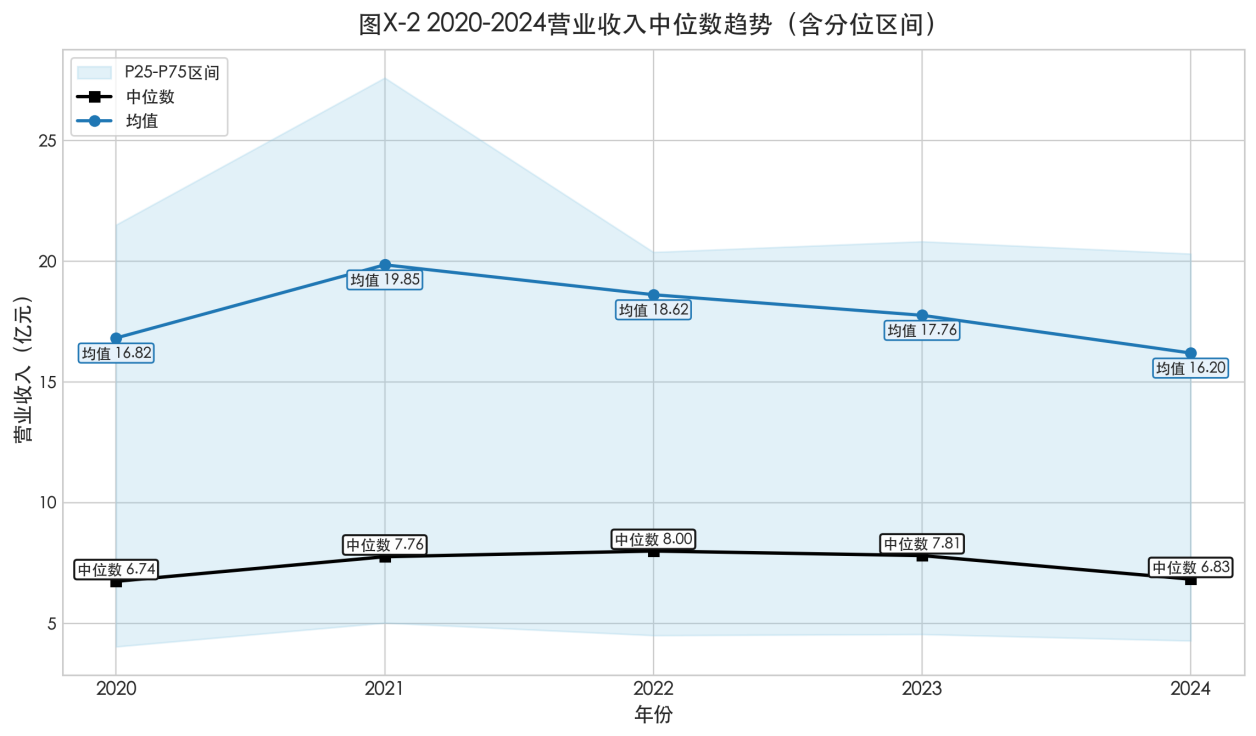 图X-2 2020-2024营业收入中位数趋势（含分位区间）
P25-P75区间
中位数
均值
营业收入（亿元）
25
20
15
10
5
均值 16.82
均值 19.85
均值 18.62
均值 17.76
均值 16.20
中位数 6.74
中位数 7.76
中位数 8.00
中位数 7.81
中位数 6.83
2020
2021
2022
2023
2024
年份